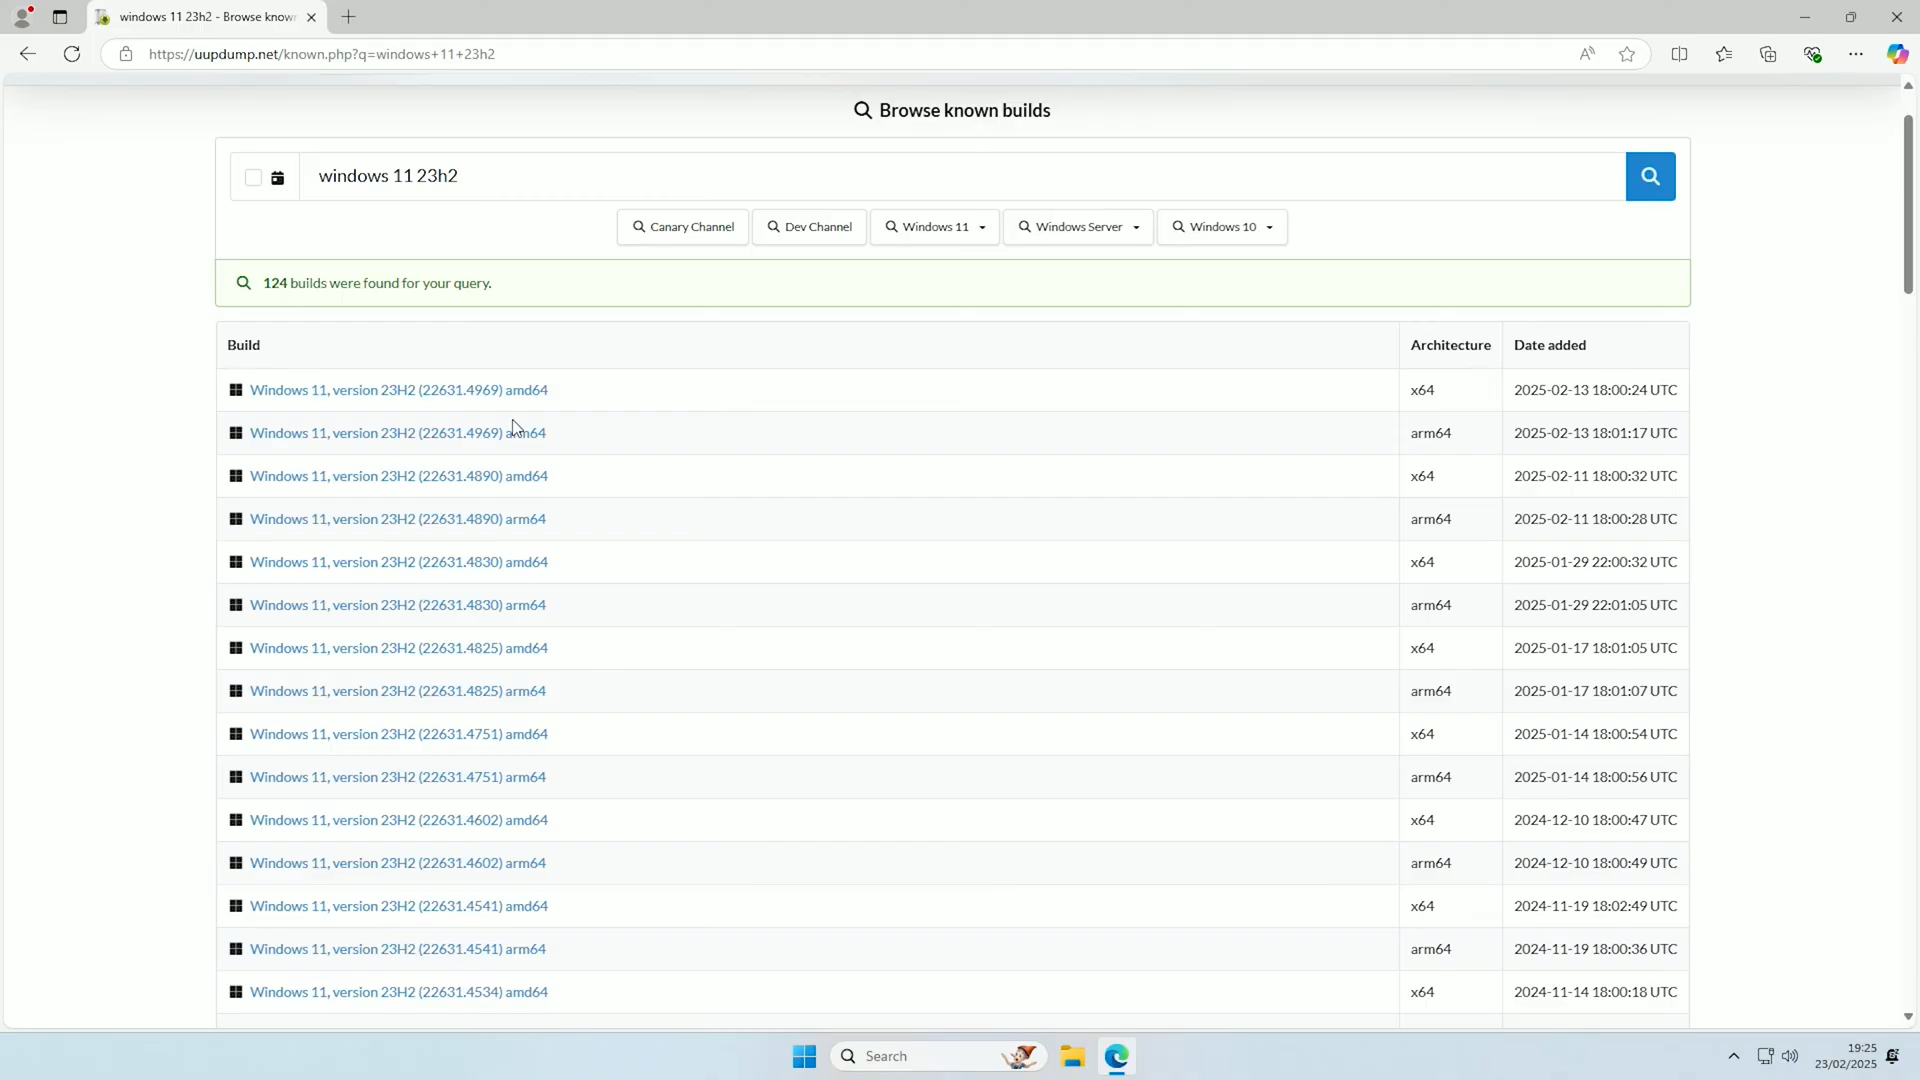 windows 11 23h2 - Browse known
https://uupdump.net/known.php?q=windows+11+23h2
Browse known builds
windows 11 23h2
Canary Channel
Dev Channel
Windows 11
Windows Server
Windows 10
124 builds were found for your query.
Build Architecture Date added
Windows 11, version 23H2 (22631.4969) amd64 x64 2025-02-13 18:00:24 UTC
Windows 11, version 23H2 (22631.4969) arm64 arm64 2025-02-13 18:01:17 UTC
Windows 11, version 23H2 (22631.4890) amd64 x64 2025-02-11 18:00:32 UTC
Windows 11, version 23H2 (22631.4890) arm64 arm64 2025-02-11 18:00:28 UTC
Windows 11, version 23H2 (22631.4830) amd64 x64 2025-01-29 22:00:32 UTC
Windows 11, version 23H2 (22631.4830) arm64 arm64 2025-01-29 22:01:05 UTC
Windows 11, version 23H2 (22631.4825) amd64 x64 2025-01-17 18:01:05 UTC
Windows 11, version 23H2 (22631.4825) arm64 arm64 2025-01-17 18:01:07 UTC
Windows 11, version 23H2 (22631.4751) amd64 x64 2025-01-14 18:00:54 UTC
Windows 11, version 23H2 (22631.4751) arm64 arm64 2025-01-14 18:00:56 UTC
Windows 11, version 23H2 (22631.4602) amd64 x64 2024-12-10 18:00:47 UTC
Windows 11, version 23H2 (22631.4602) arm64 arm64 2024-12-10 18:00:49 UTC
Windows 11, version 23H2 (22631.4541) amd64 x64 2024-11-19 18:02:49 UTC
Windows 11, version 23H2 (22631.4541) arm64 arm64 2024-11-19 18:00:36 UTC
Windows 11, version 23H2 (22631.4534) amd64 x64 2024-11-14 18:00:18 UTC
Search
19:25
23/02/2025